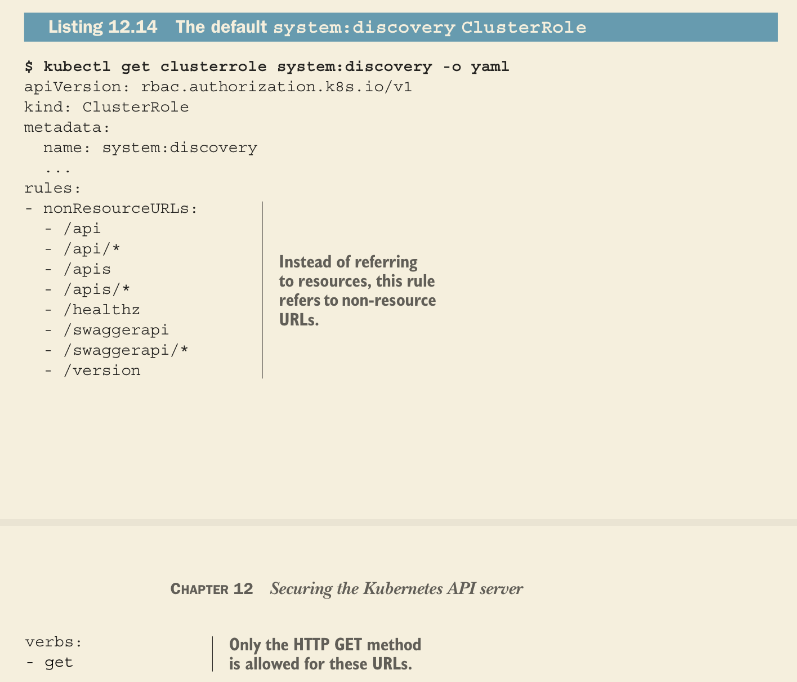 Listing 12.14 The default system:discovery ClusterRole
$ kubectl get clusterrole system:discovery -o yaml
apiVersion: rbac.authorization.k8s.io/v1
kind: ClusterRole
metadata:
  name: system:discovery
  ...
rules:
- nonResourceURLs:
  - /api
  - /api/*
  - /apis
  - /apis/*
  - /healthz
  - /swaggerapi
  - /swaggerapi/*
  - /version
Instead of referring
to resources, this rule
refers to non-resource
URLs.
CHAPTER 12 Securing the Kubernetes API server
verbs:
- get
Only the HTTP GET method
is allowed for these URLs.